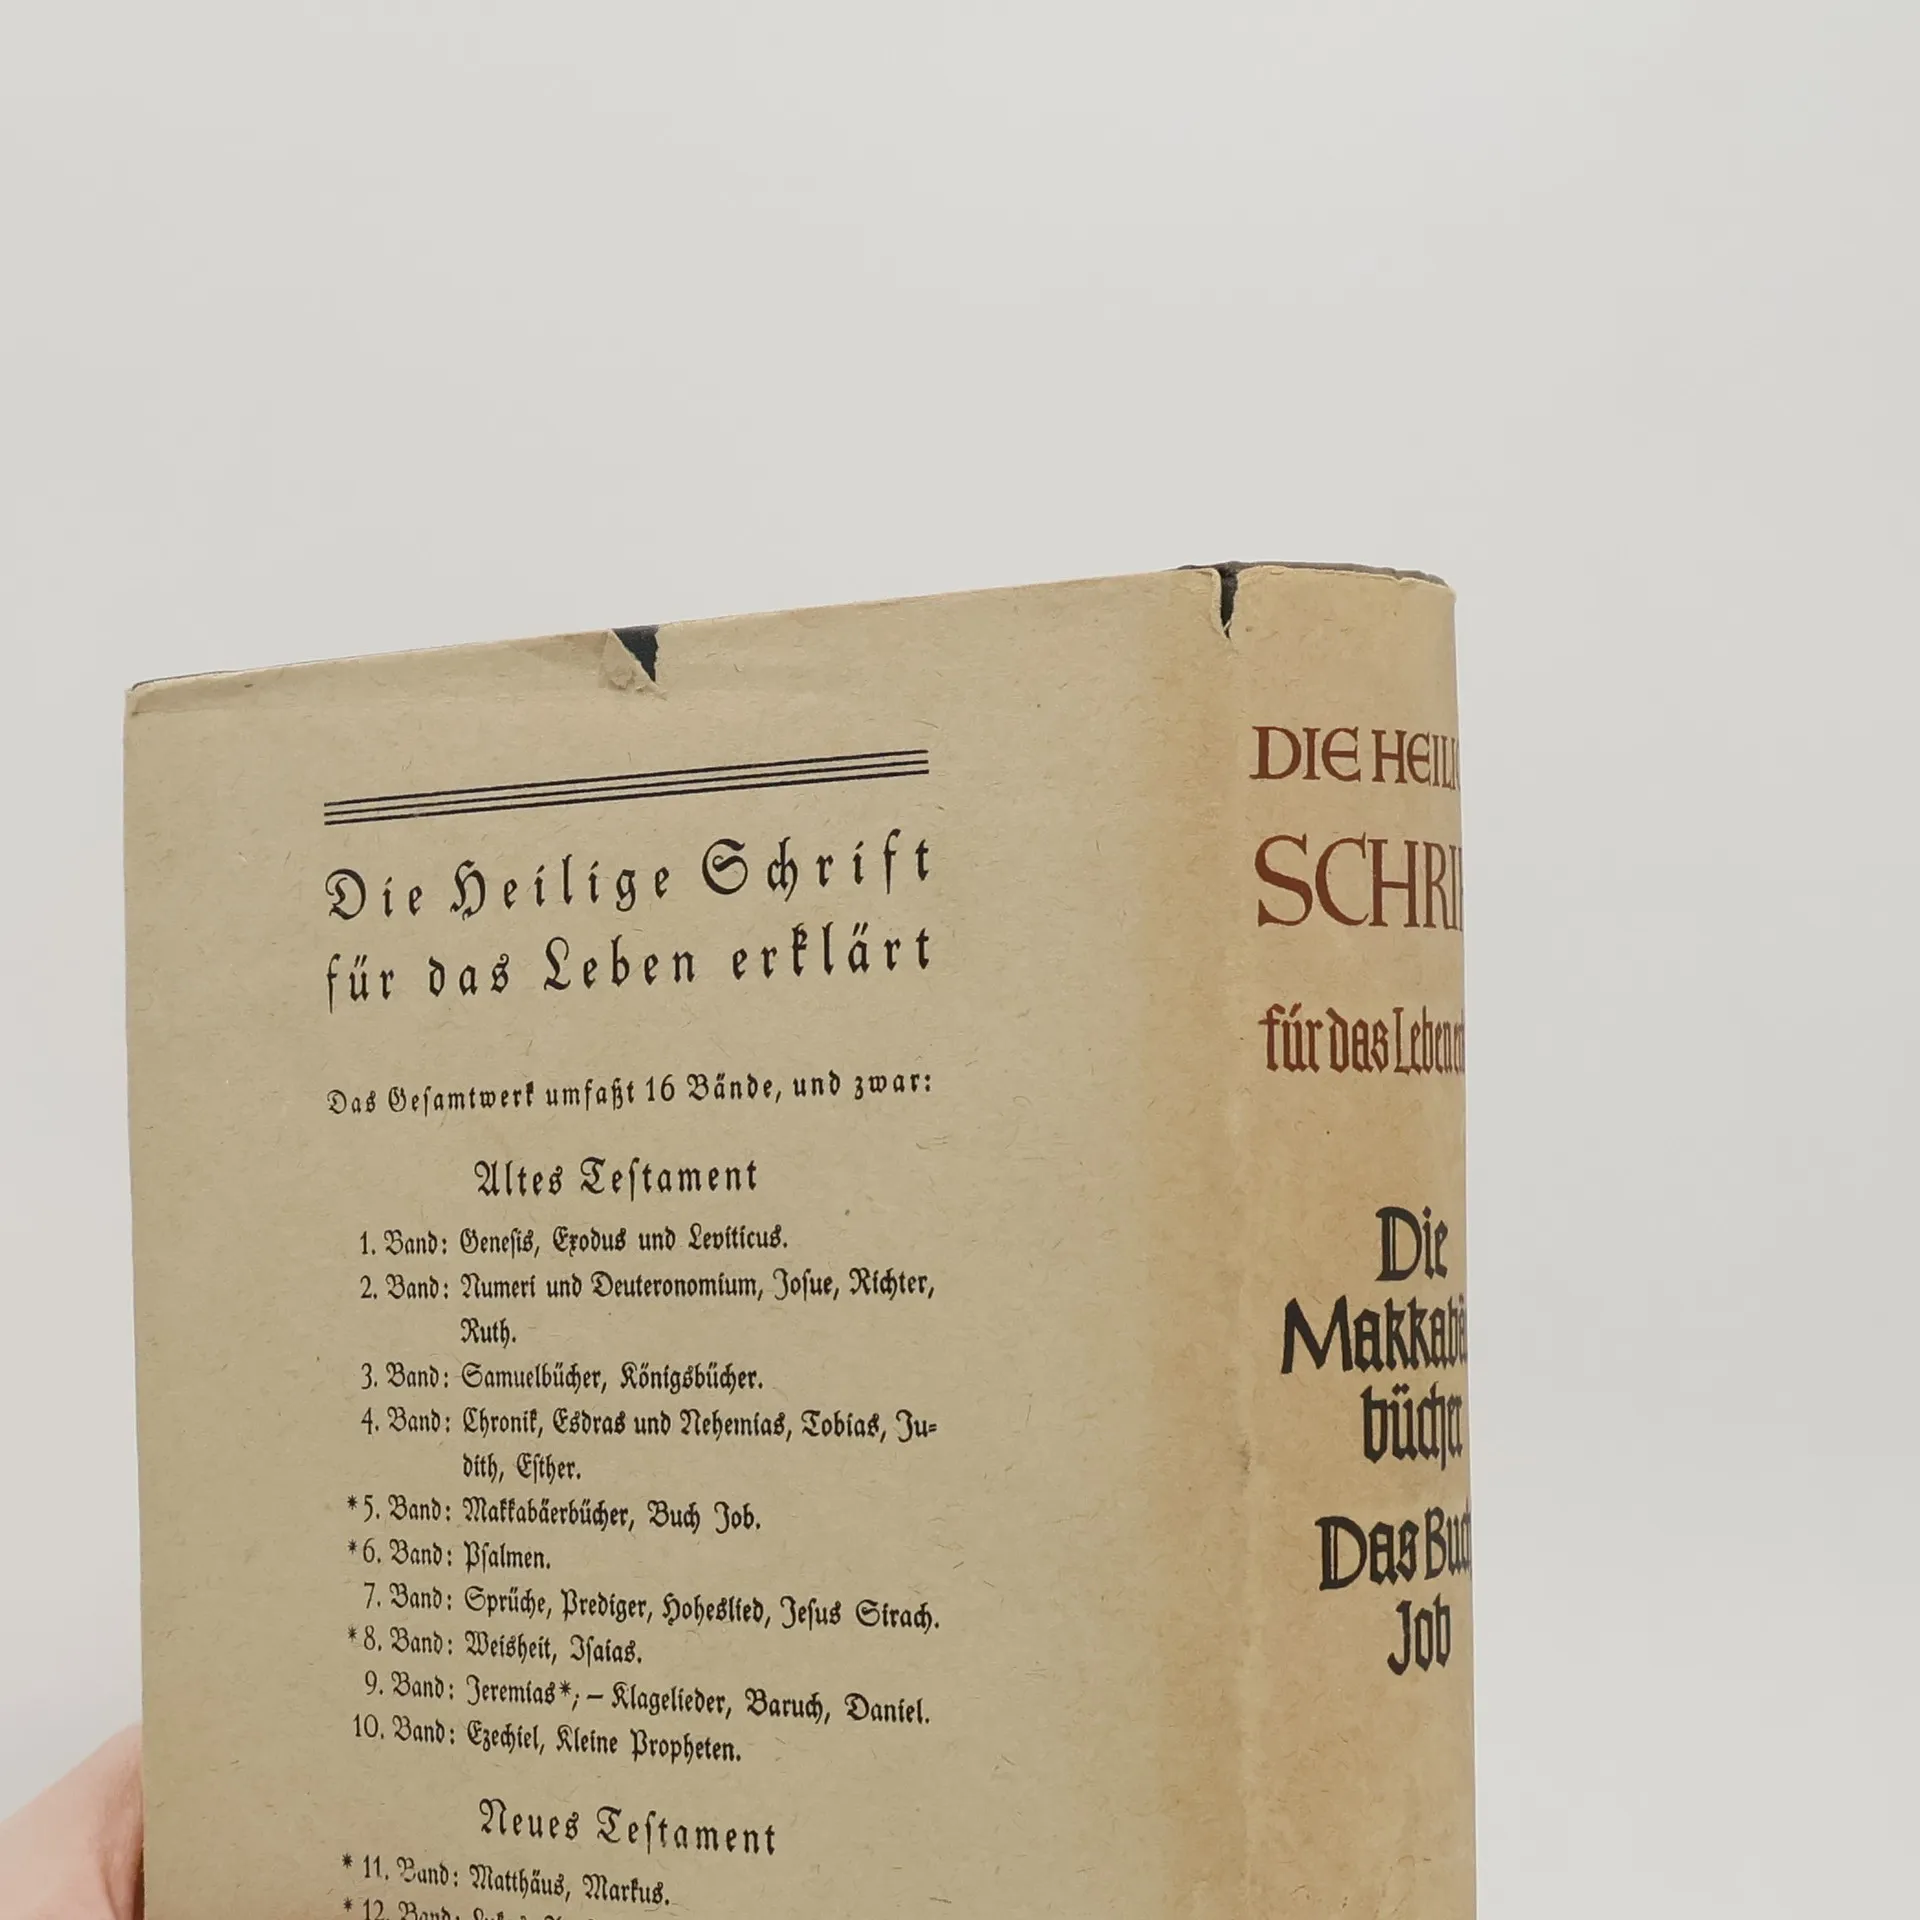 Die Heilige Schrift
für das Leben erklärt
Das Geſamtwerk umfaßt 16 Bände, und zwar:
Altes Teſtament
1. Band: Geneſis, Exodus und Leviticus.
2. Band: Numeri und Deuteronomium, Joſue, Richter,
Ruth.
3. Band: Samuelbücher, Königsbücher.
4. Band: Chronik, Esdras und Nehemias, Tobias, Ju⸗
dith, Eſther.
*5. Band: Makkabäerbücher, Buch Job.
*6. Band: Pſalmen.
7. Band: Sprüche, Prediger, Hoheslied, Jeſus Sirach.
*8. Band: Weisheit, Iſaias.
9. Band: Jeremias*; — Klagelieder, Baruch, Daniel.
10. Band: Ezechiel, Kleine Propheten.
Neues Teſtament
*11. Band: Matthäus, Markus.
*12. Band:
DIE HEILI
SCHRI
für das Leben
Die
Makkabä
bücher
Das Buch
Job